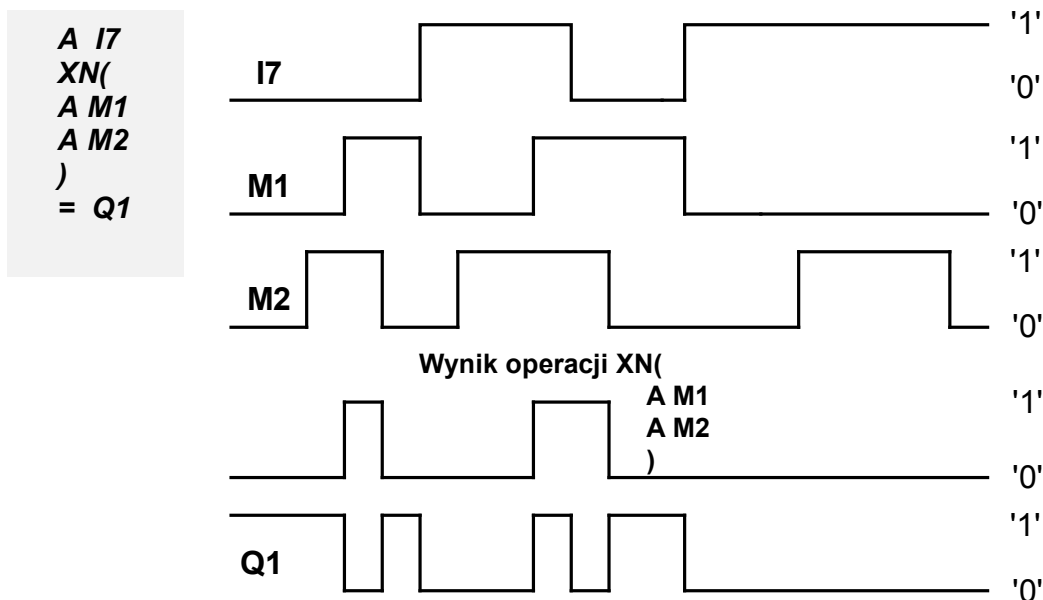 A I7
XN(
A M1
A M2
)
= Q1
I7
'1'
'0'
M1
'1'
'0'
M2
'1'
'0'
Wynik operacji XN(
A M1
A M2
)
'1'
'0'
Q1
'1'
'0'